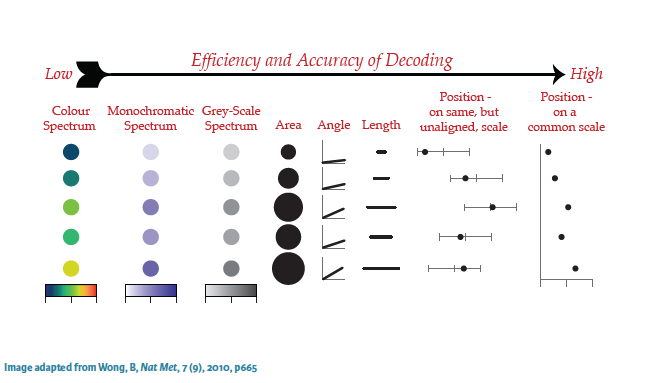 Efficiency and Accuracy of Decoding
Low
High
Colour
Spectrum
Monochromatic
Spectrum
Grey-Scale
Spectrum
Area
Angle
Length
Position -
on same, but
unaligned, scale
Position -
on a
common scale
Image adapted from Wong, B, Nat Met, 7 (9), 2010, p665